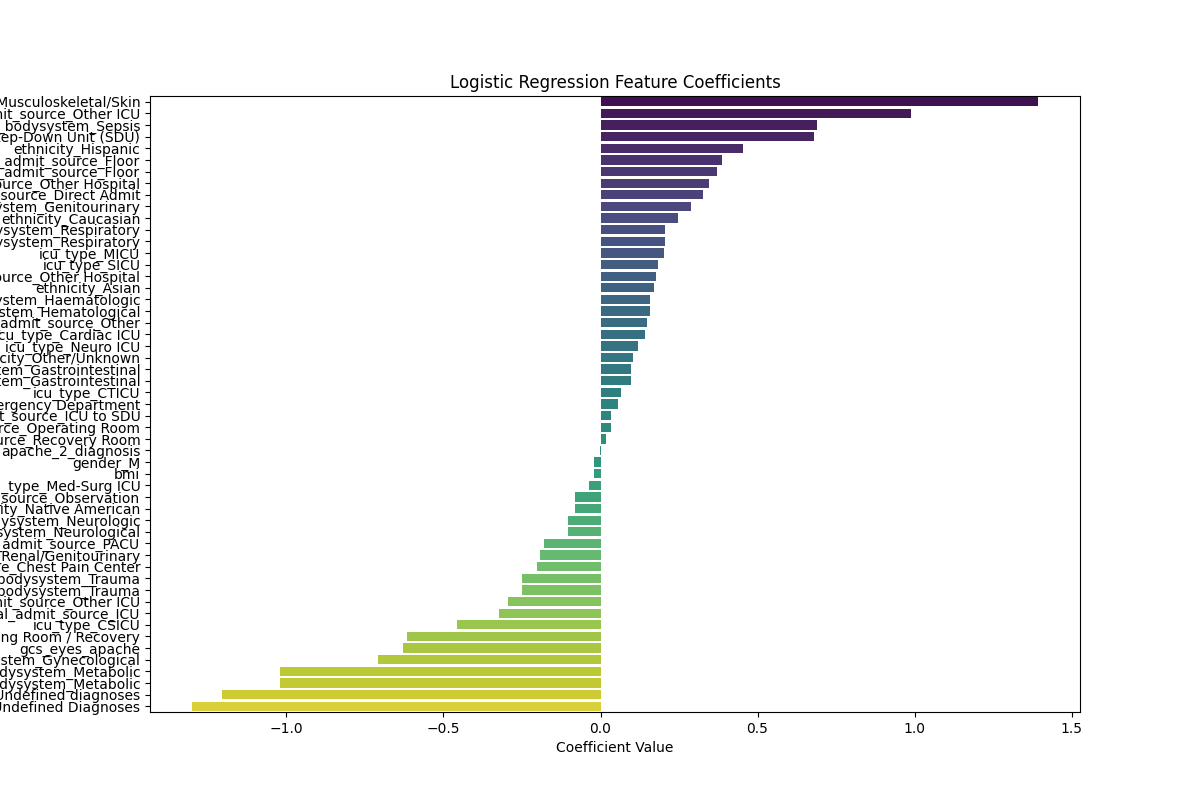 Logistic Regression Feature Coefficients
Musculoskeletal/Skin
nit_source_Other ICU
bodysystem_Sepsis
ep-Down Unit (SDU)
ethnicity_Hispanic
admit_source_Floor
admit_source_Floor
ource_Other Hospital
source_Direct Admit
ystem_Genitourinary
ethnicity_Caucasian
ysystem_Respiratory
ysystem_Respiratory
icu_type_MICU
icu_type_SICU
ource_Other Hospital
ethnicity_Asian
ystem_Haematologic
stem_Hematological
admit_source_Other
cu_type_Cardiac ICU
icu_type_Neuro ICU
city_Other/Unknown
em_Gastrointestinal
em_Gastrointestinal
icu_type_CTICU
ergency Department
t_source_ICU to SDU
rce_Operating Room
urce_Recovery Room
apache_2_diagnosis
gender_M
bmi
type_Med-Surg ICU
source_Observation
ity_Native American
ysystem_Neurologic
system_Neurological
admit_source_PACU
Renal/Genitourinary
e_Chest Pain Center
bodysystem_Trauma
bodysystem_Trauma
nit_source_Other ICU
al_admit_source_ICU
icu_type_CSICU
ng Room / Recovery
gcs_eyes_apache
stem_Gynecological
dysystem_Metabolic
dysystem_Metabolic
Undefined diagnoses
Undefined Diagnoses
−1.0 −0.5 0.0 0.5 1.0 1.5
Coefficient Value